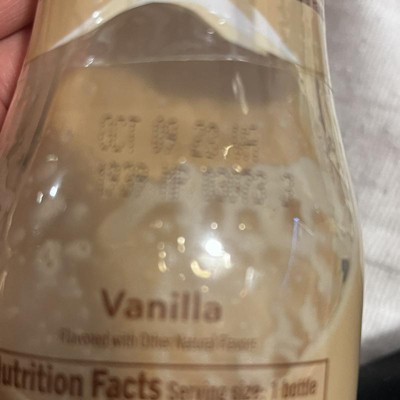 OCT 09 23
Vanilla
Flavored with Other Natural Flavors
Nutrition Facts Serving size: 1 bottle